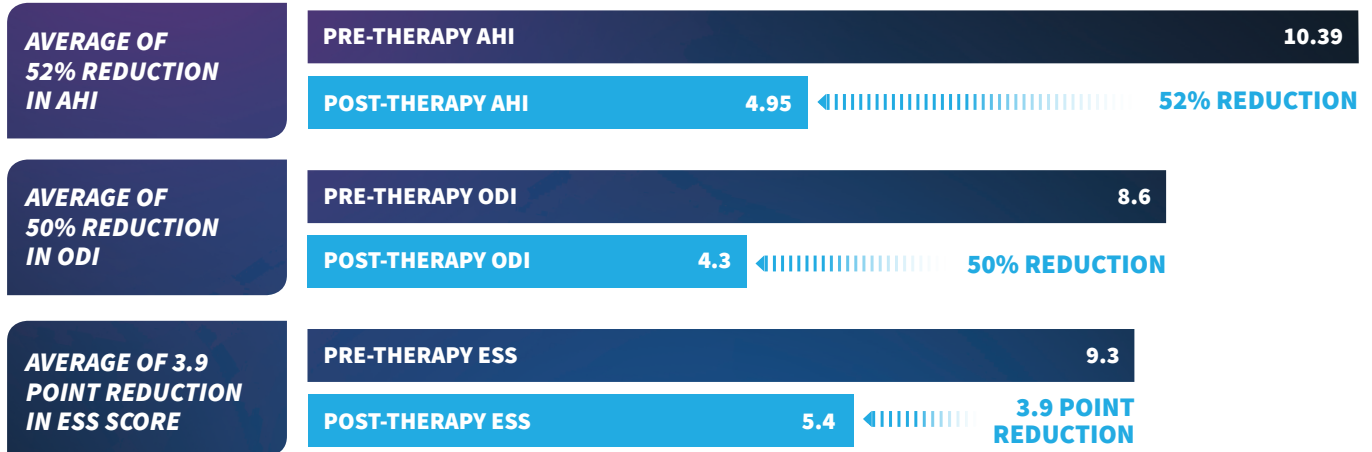 AVERAGE OF
52% REDUCTION
IN AHI
PRE-THERAPY AHI 10.39
POST-THERAPY AHI 4.95 52% REDUCTION
AVERAGE OF
50% REDUCTION
IN ODI
PRE-THERAPY ODI 8.6
POST-THERAPY ODI 4.3 50% REDUCTION
AVERAGE OF 3.9
POINT REDUCTION
IN ESS SCORE
PRE-THERAPY ESS 9.3
POST-THERAPY ESS 5.4
3.9 POINT
REDUCTION